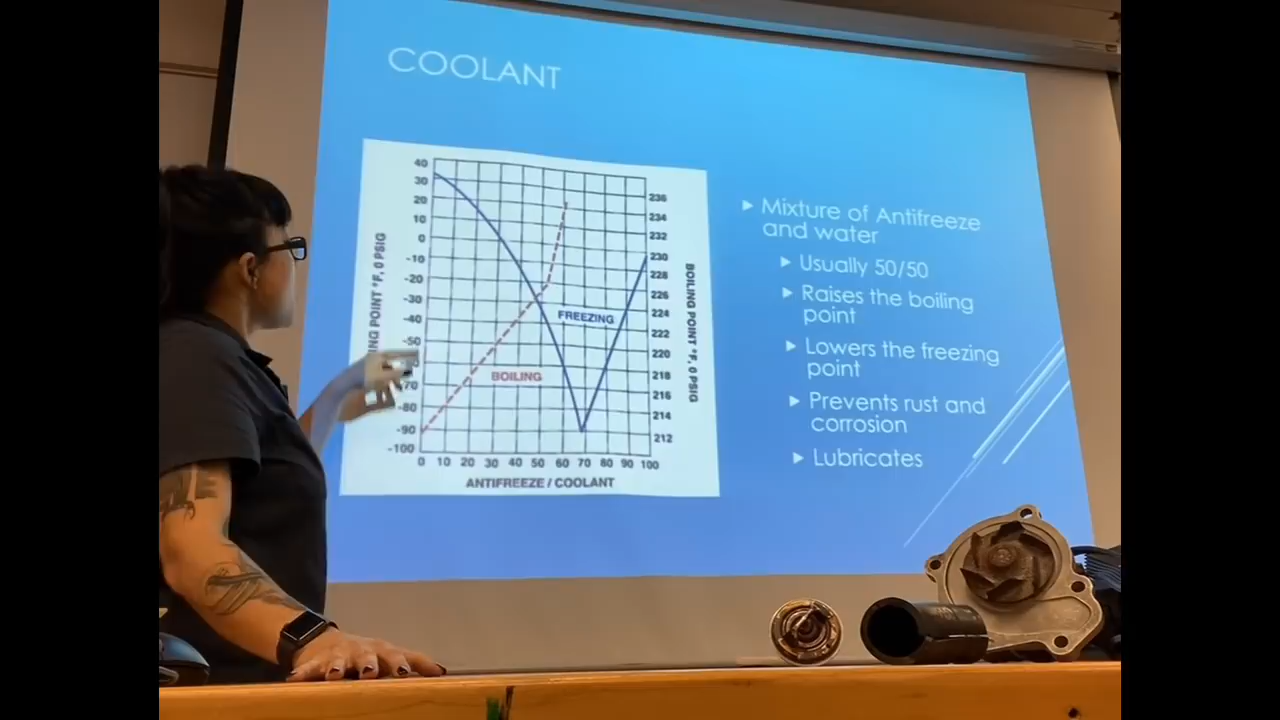 COOLANT
40
30
20
10
0
-10
-20
-30
-40
-50
-80
-90
-100
236
234
232
230
228
226
224
222
220
218
216
214
212
POINT °F, 0 PSIG
BOILING POINT °F, 0 PSIG
FREEZING
BOILING
0 10 20 30 40 50 60 70 80 90 100
ANTIFREEZE / COOLANT
Mixture of Antifreeze
and water
Usually 50/50
Raises the boiling
point
Lowers the freezing
point
Prevents rust and
corrosion
Lubricates